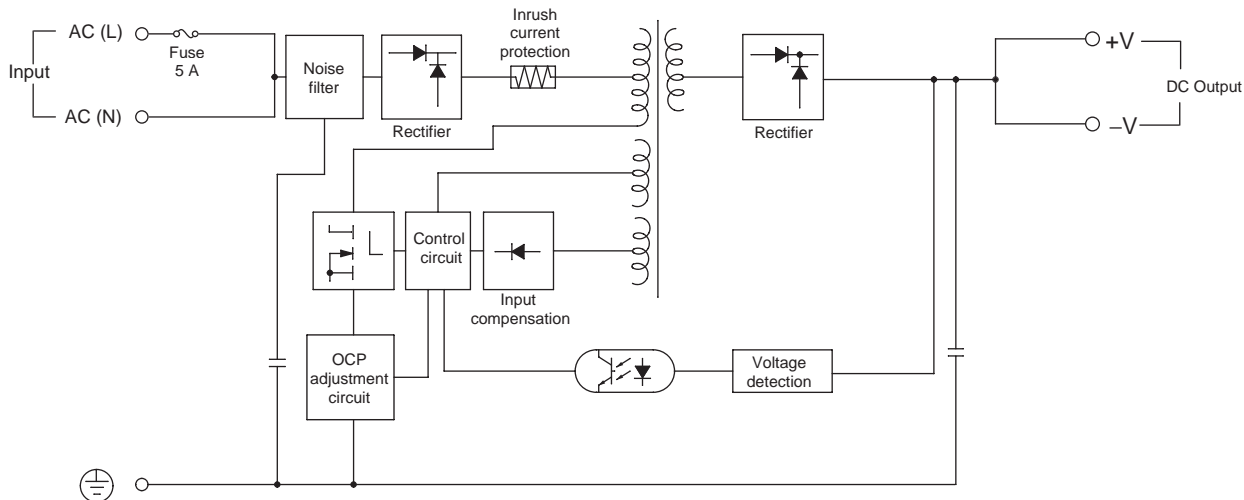 Input
AC (L)
AC (N)
Fuse
5 A
Noise
filter
Rectifier
Inrush
current
protection
Rectifier
+V
–V
DC Output
Control
circuit
Input
compensation
OCP
adjustment
circuit
Voltage
detection